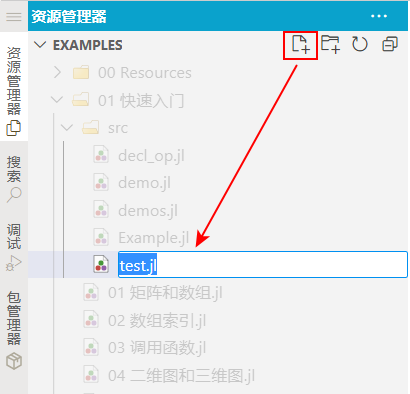 资源管理器
EXAMPLES
00 Resources
01 快速入门
src
decl_op.jl
demo.jl
demos.jl
Example.jl
test.jl
01 矩阵和数组.jl
02 数组索引.jl
03 调用函数.jl
04 二维图和三维图.jl
资源管理器
搜索
调试
包管理器